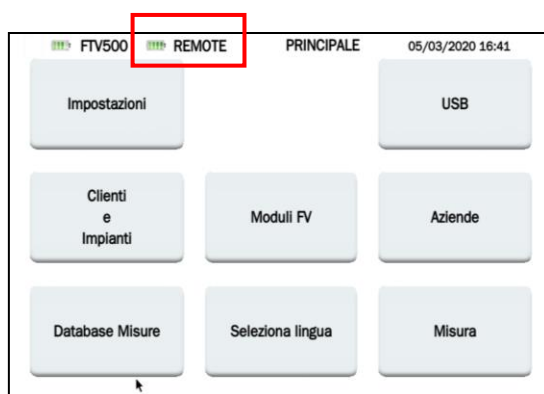 FTV500 REMOTE PRINCIPALE 05/03/2020 16:41
Impostazioni
USB
Clienti
e
Impianti
Moduli FV
Aziende
Database Misure
Seleziona lingua
Misura